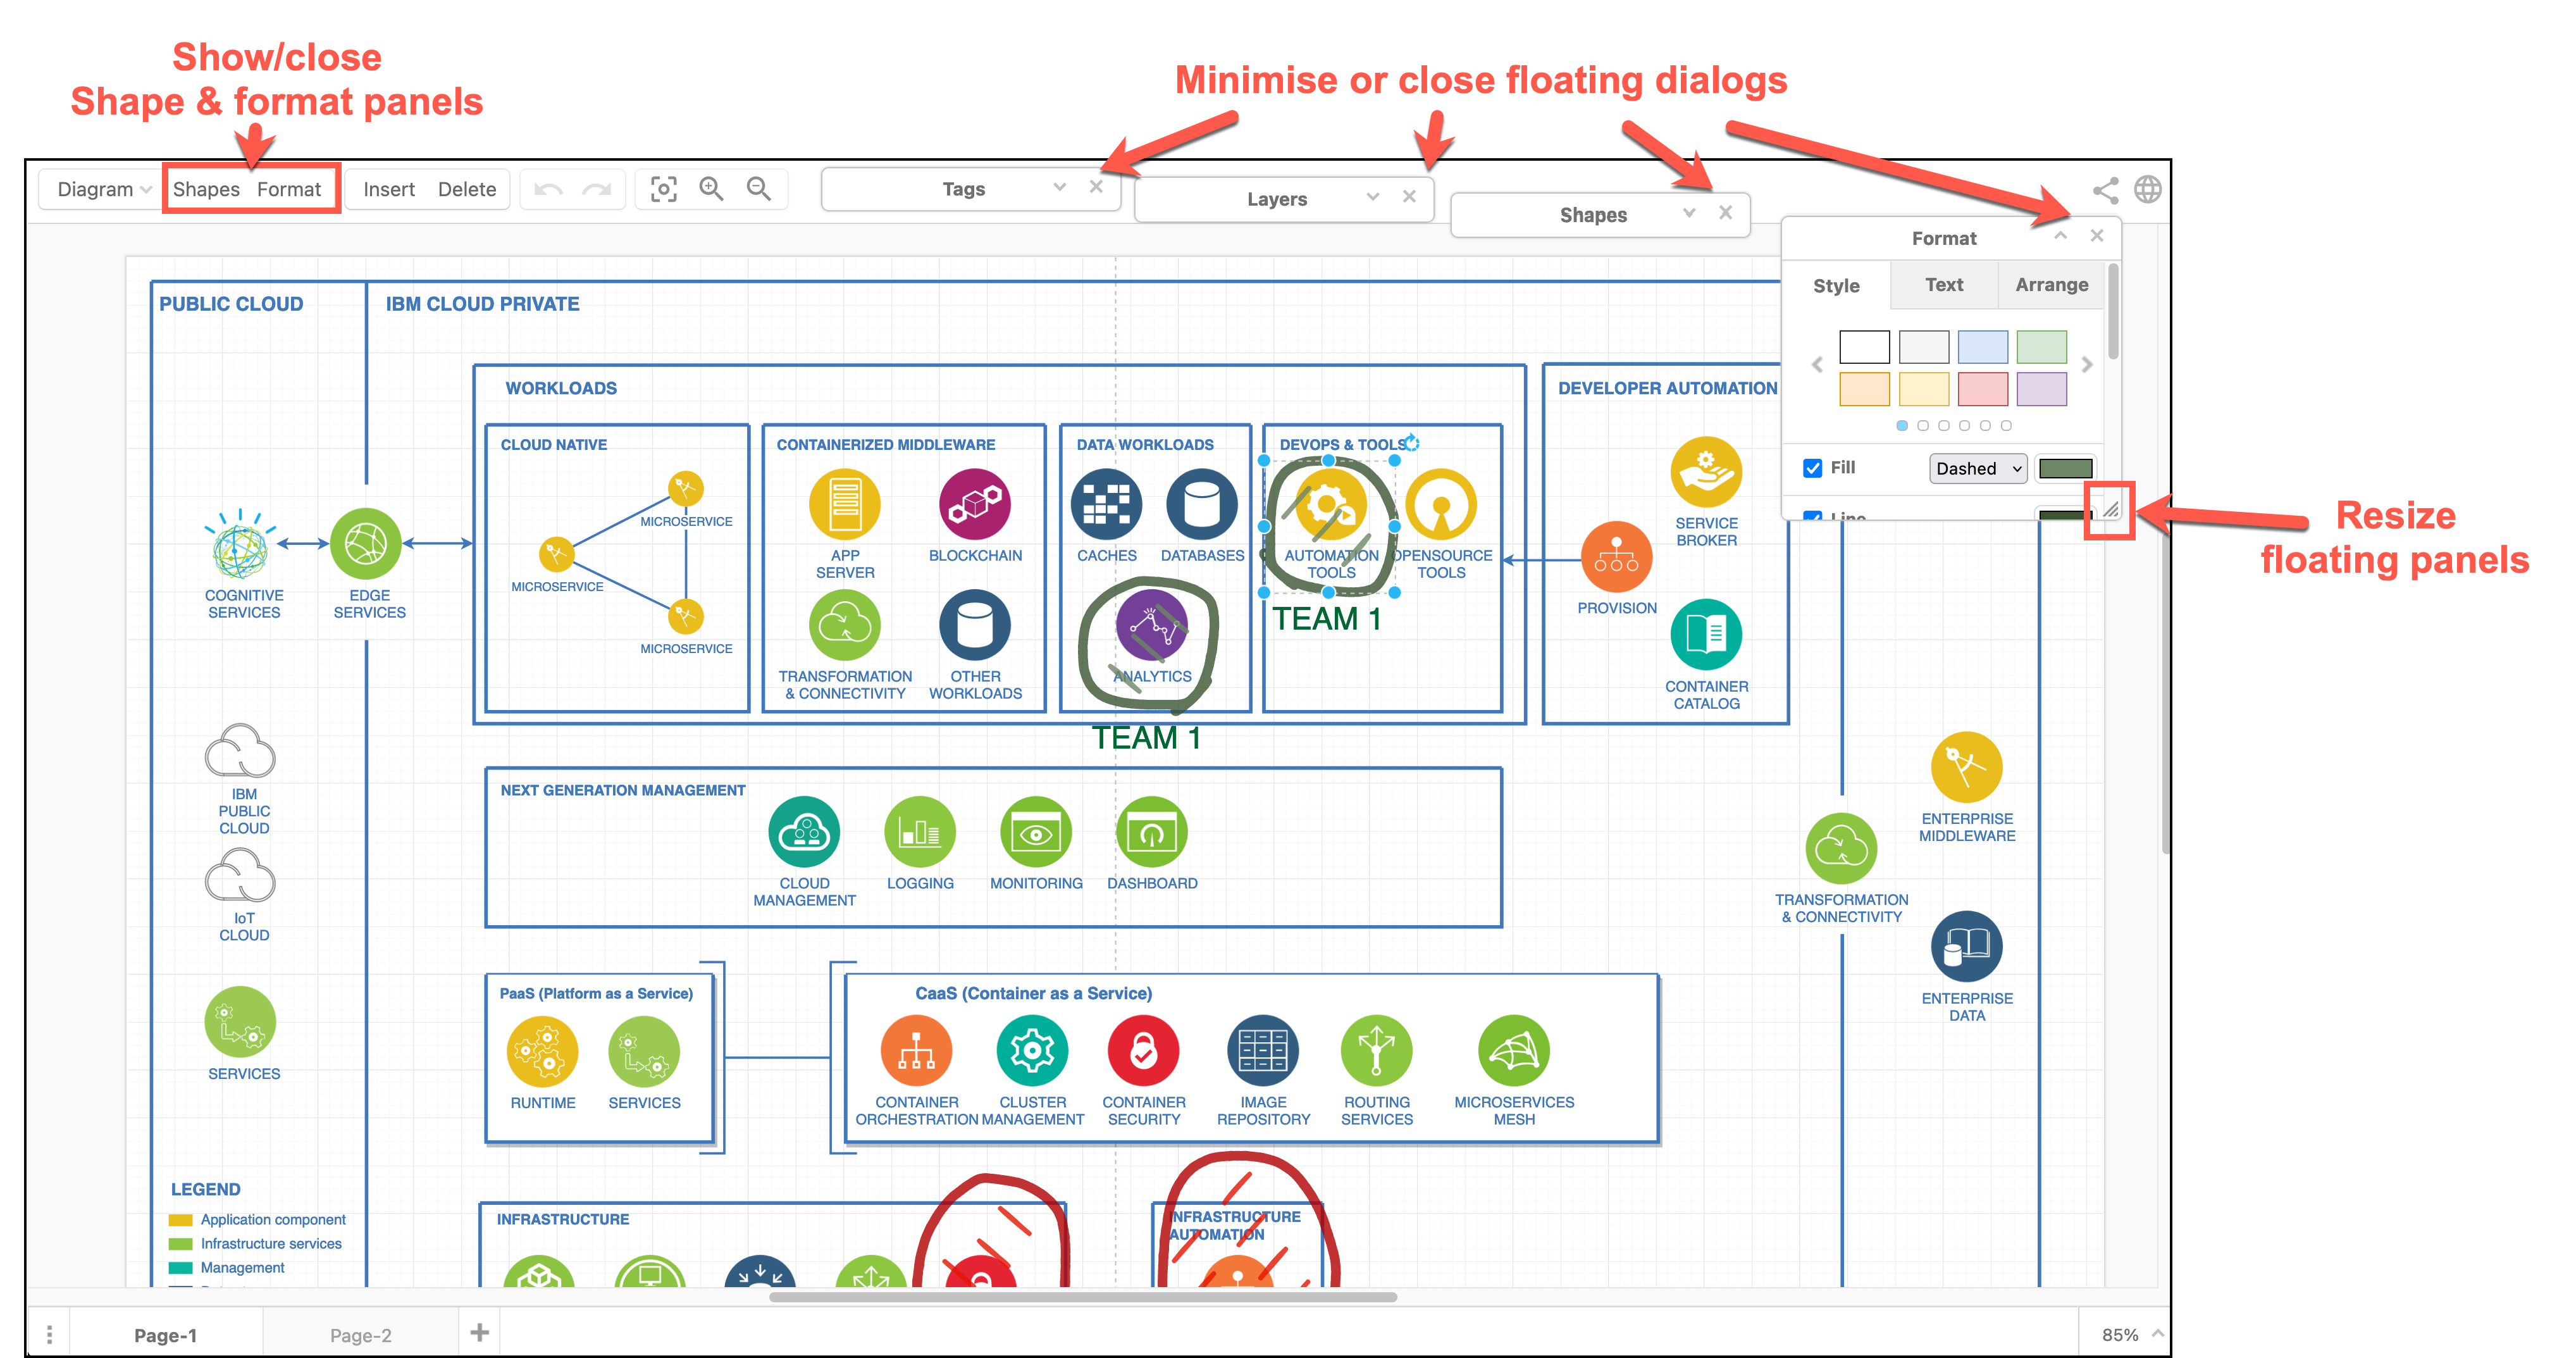 Show/close
Shape & format panels
Minimise or close floating dialogs
Diagram
Shapes
Format
Insert
Delete
Tags
Layers
Shapes
Format
Style
Text
Arrange
Fill
Dashed
Line
Resize
floating panels
PUBLIC CLOUD
IBM CLOUD PRIVATE
WORKLOADS
DEVELOPER AUTOMATION
CLOUD NATIVE
MICROSERVICE
MICROSERVICE
MICROSERVICE
CONTAINERIZED MIDDLEWARE
APP
SERVER
BLOCKCHAIN
TRANSFORMATION
& CONNECTIVITY
OTHER
WORKLOADS
DATA WORKLOADS
CACHES
DATABASES
ANALYTICS
TEAM 1
DEVOPS & TOOLS
AUTOMATION
TOOLS
OPENSOURCE
TOOLS
TEAM 1
SERVICE
BROKER
PROVISION
CONTAINER
CATALOG
COGNITIVE
SERVICES
EDGE
SERVICES
IBM
PUBLIC
CLOUD
IoT
CLOUD
SERVICES
NEXT GENERATION MANAGEMENT
CLOUD
MANAGEMENT
LOGGING
MONITORING
DASHBOARD
ENTERPRISE
MIDDLEWARE
TRANSFORMATION
& CONNECTIVITY
ENTERPRISE
DATA
PaaS (Platform as a Service)
RUNTIME
SERVICES
CaaS (Container as a Service)
CONTAINER
ORCHESTRATION
CLUSTER
MANAGEMENT
CONTAINER
SECURITY
IMAGE
REPOSITORY
ROUTING
SERVICES
MICROSERVICES
MESH
LEGEND
Application component
Infrastructure services
Management
INFRASTRUCTURE
INFRASTRUCTURE
AUTOMATION
Page-1
Page-2
85%